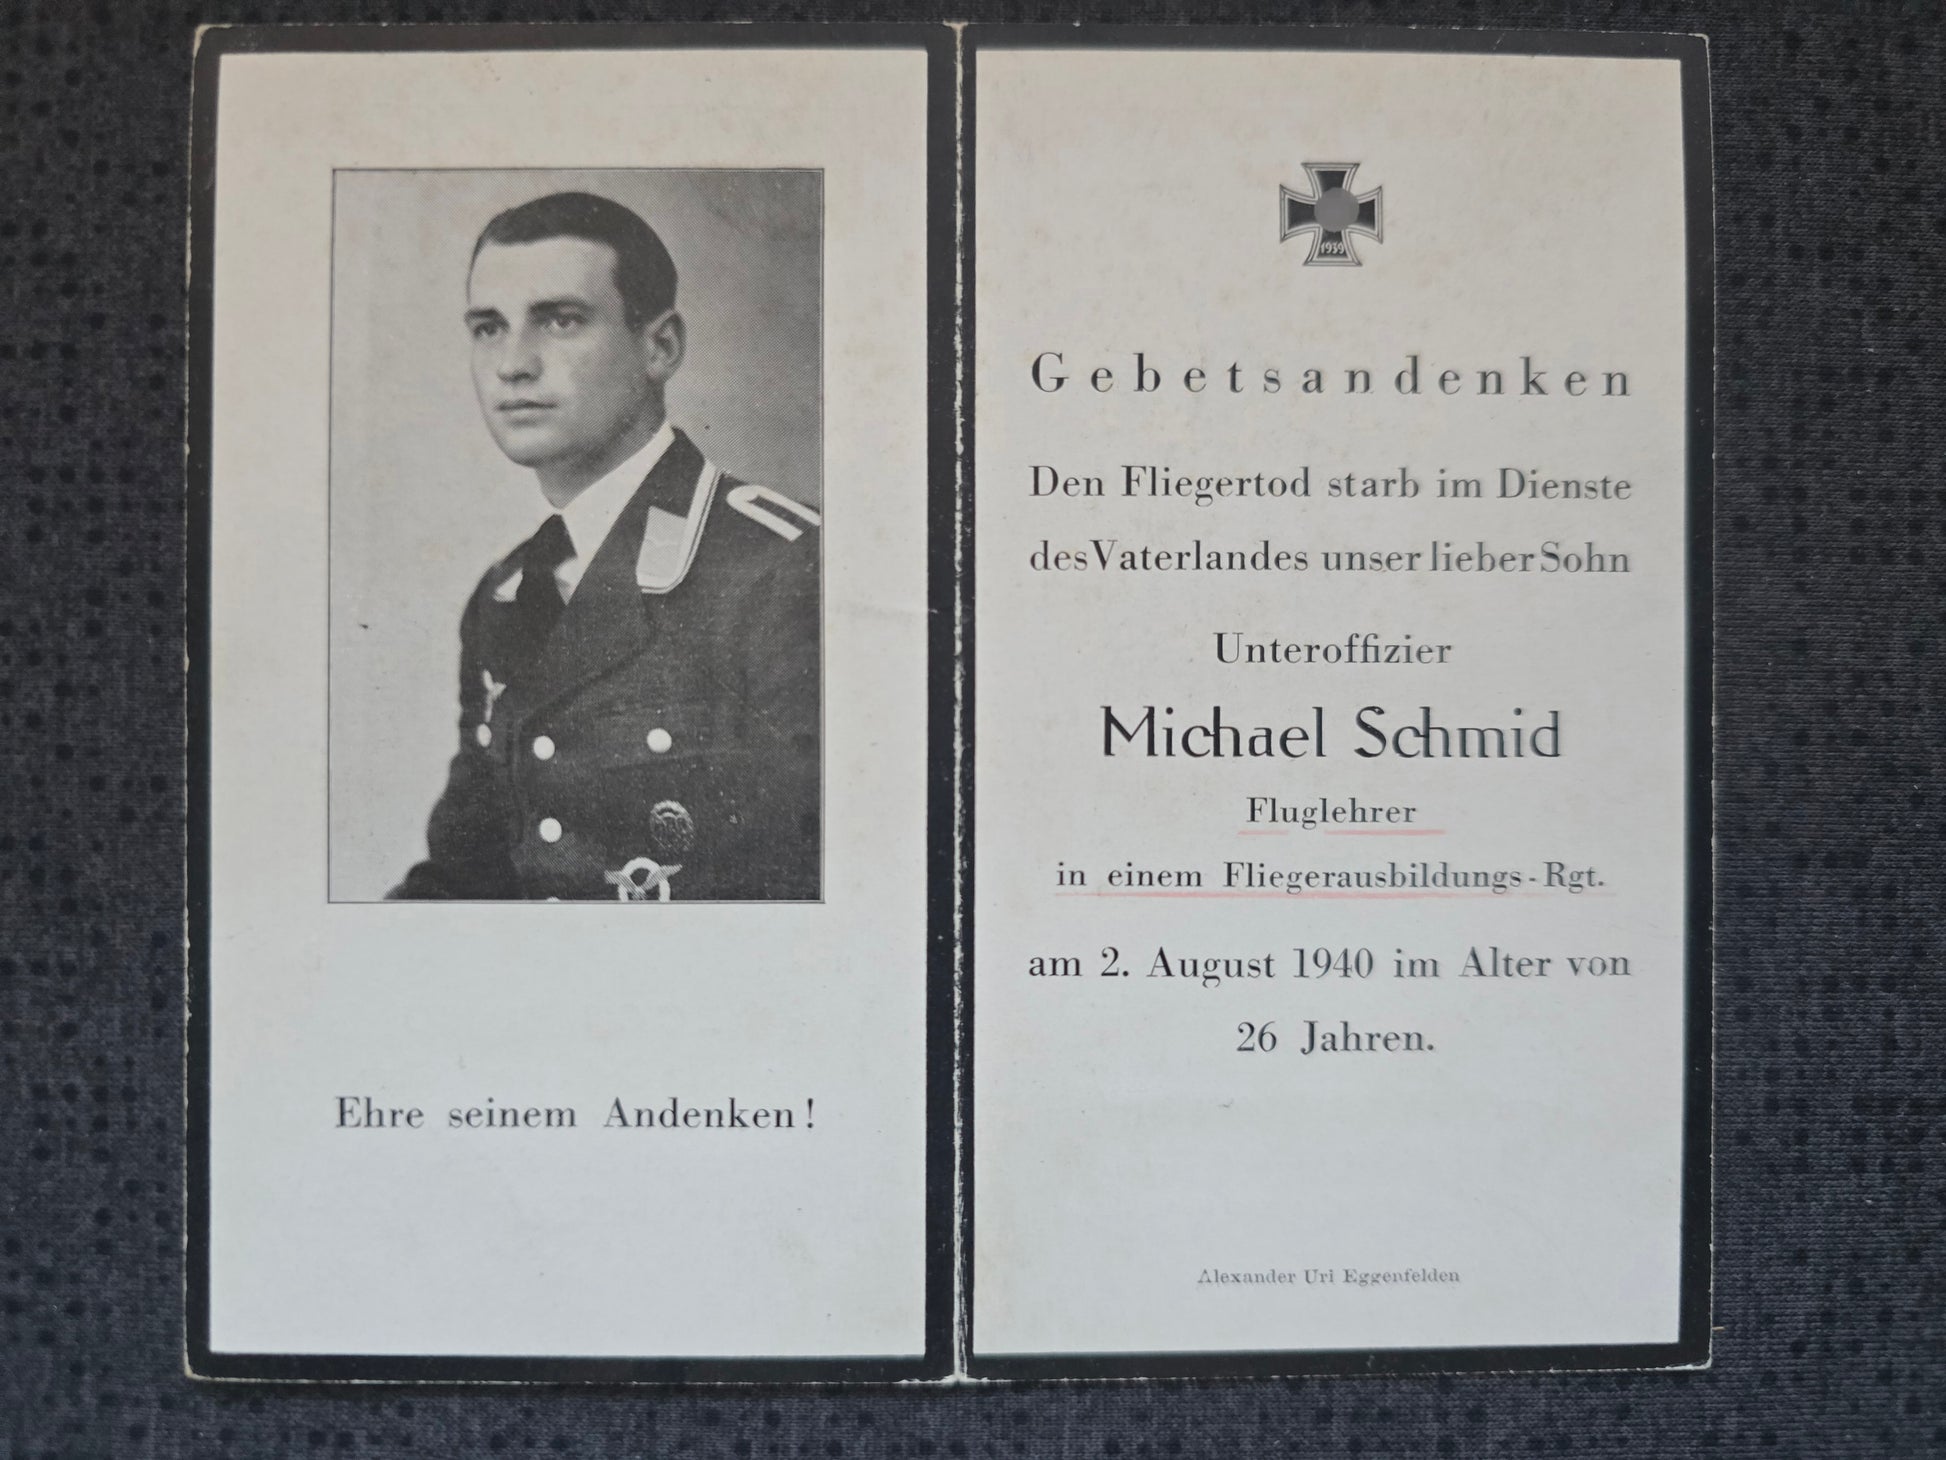 Ehre seinem Andenken!
1939
Gebetsandenken
Den Fliegertod starb im Dienste
des Vaterlandes unser lieber Sohn
Unteroffizier
Michael Schmid
Fluglehrer
in einem Fliegerausbildungs-Rgt.
am 2. August 1940 im Alter von
26 Jahren.
Alexander Uri Eggenfelden